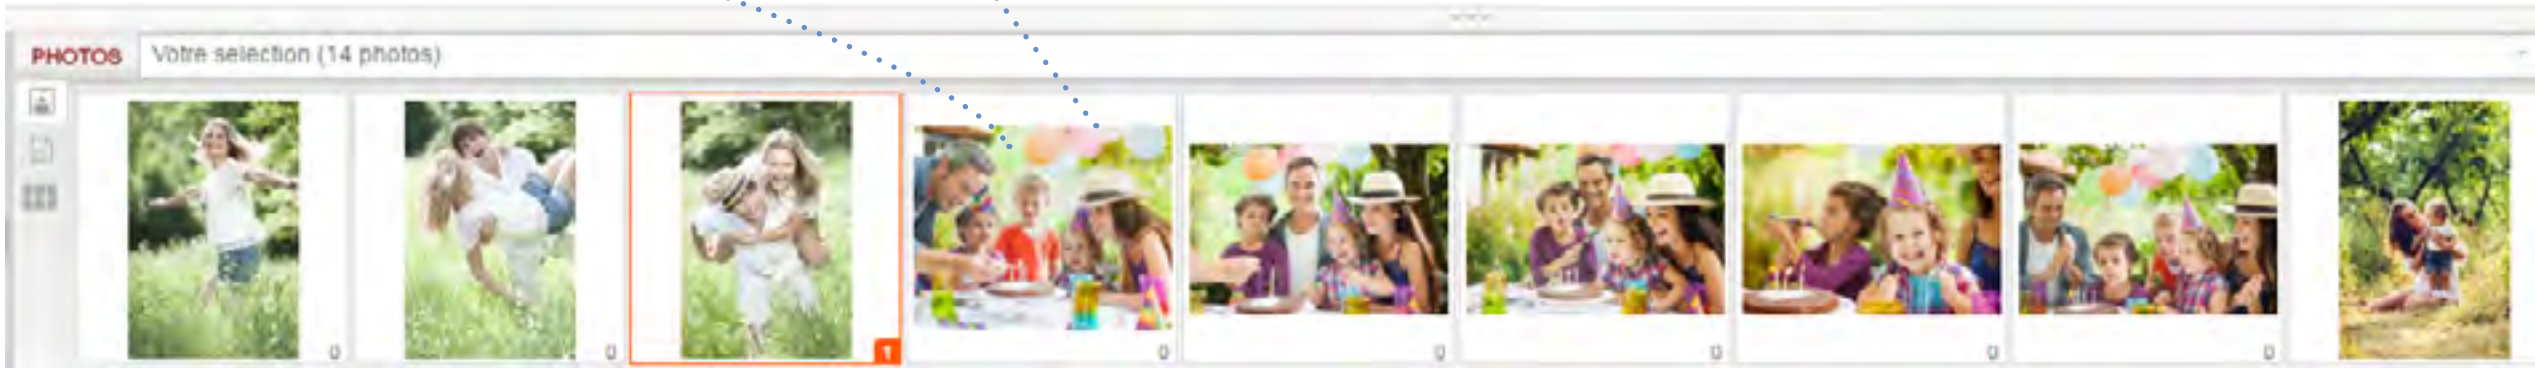 PHOTOS Votre selection (14 photos)
0 0 1 0 0 0 0 0